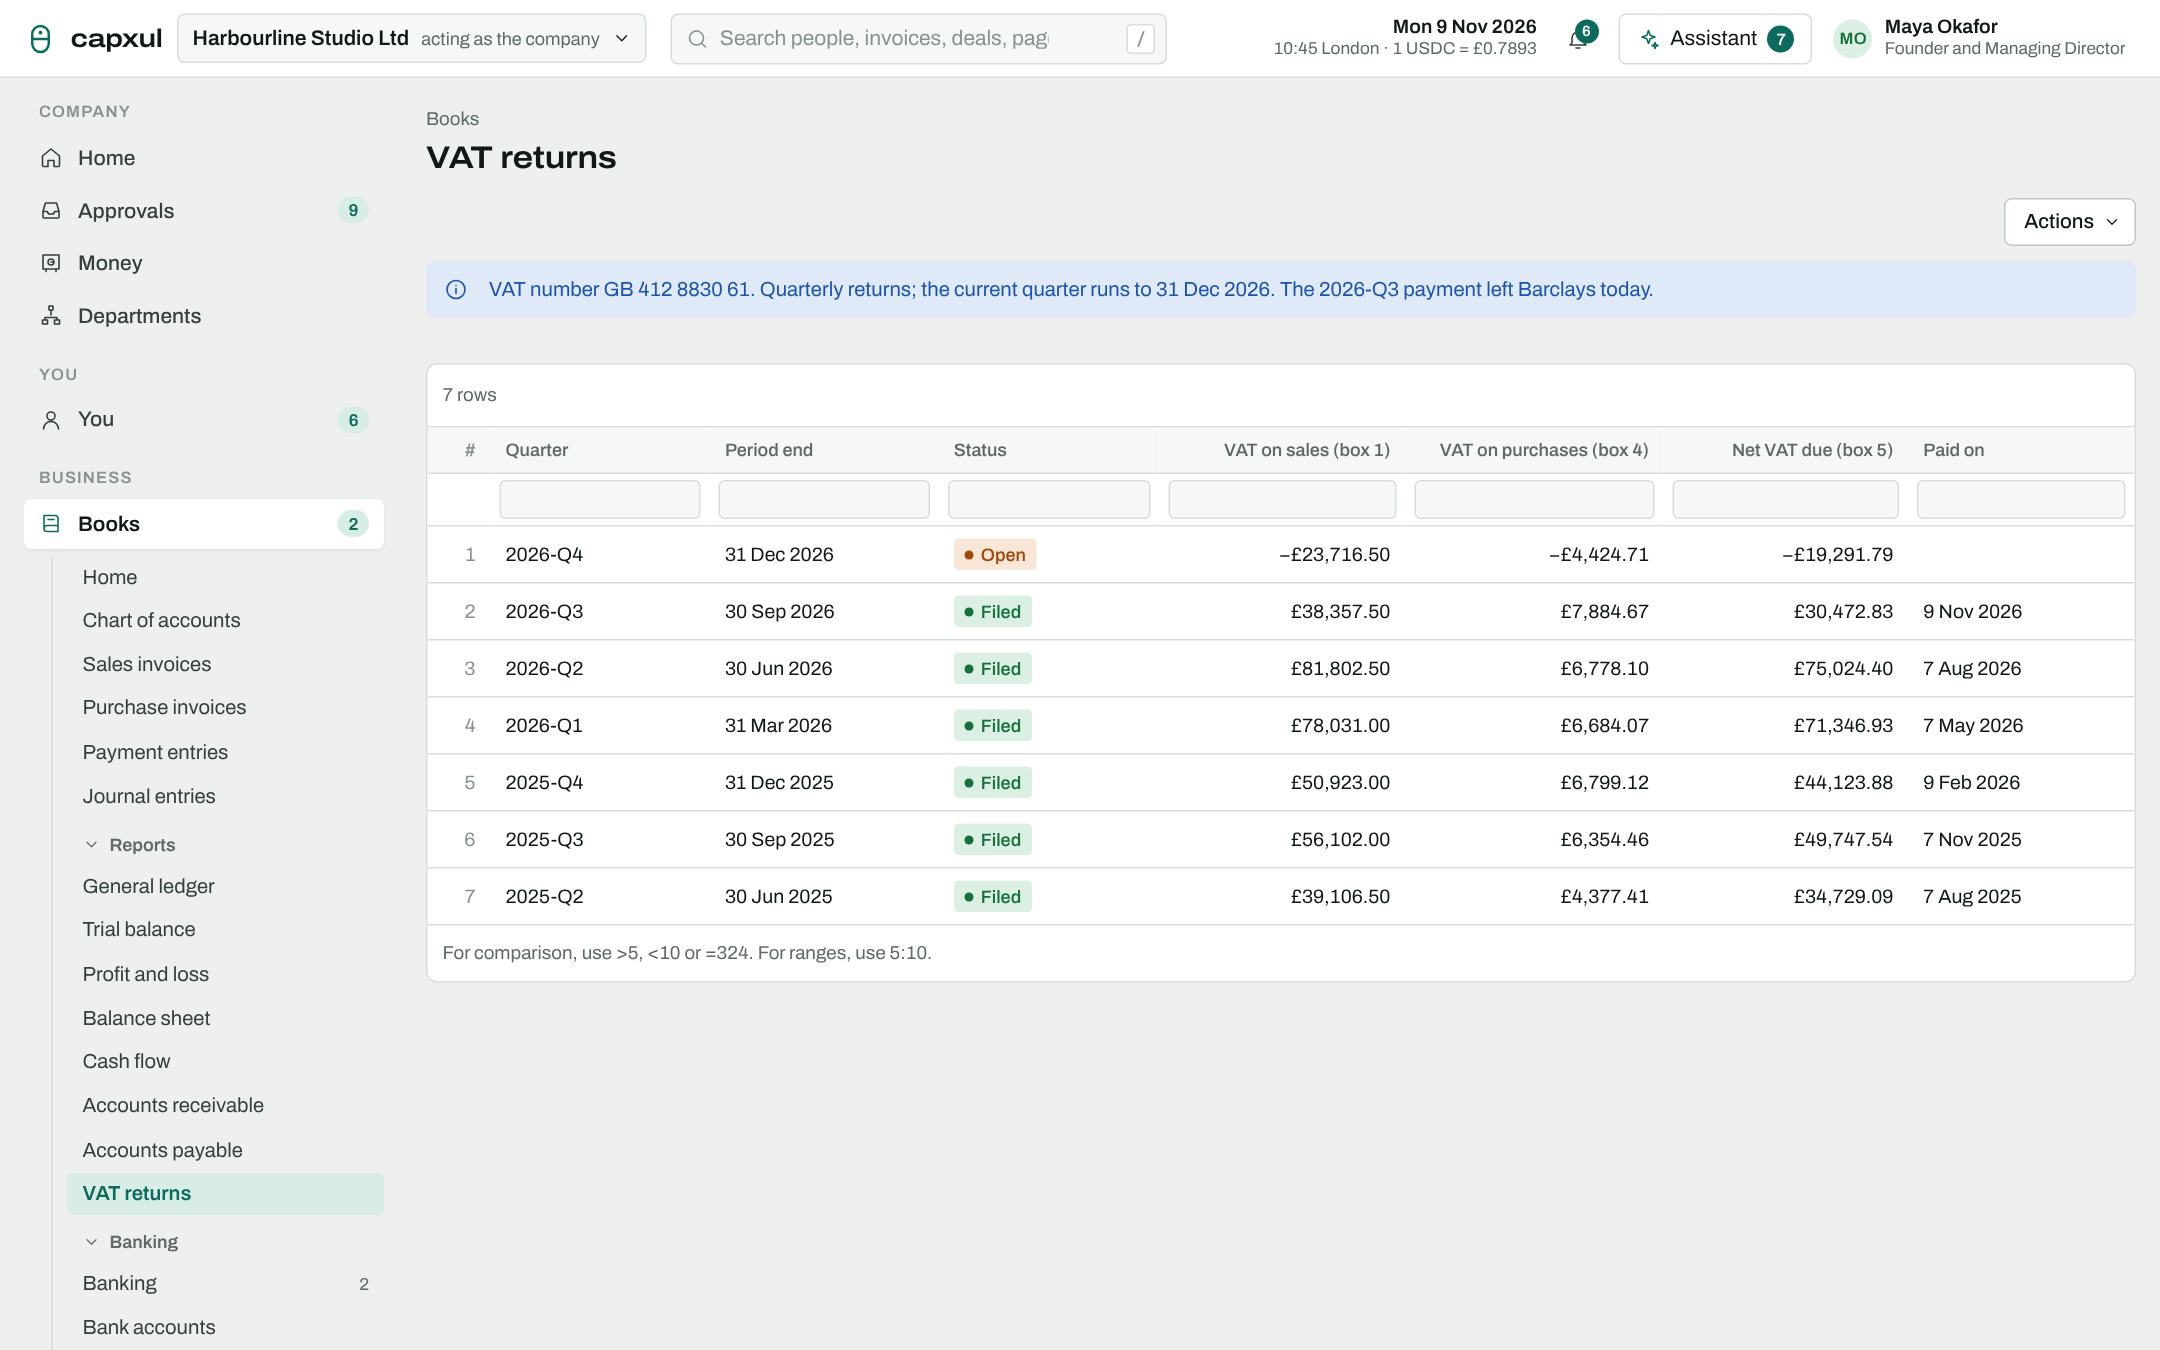 capxul
Harbourline Studio Ltd acting as the company
Search people, invoices, deals, pag
/
Mon 9 Nov 2026
10:45 London · 1 USDC = £0.7893
6
Assistant 7
MO
Maya Okafor
Founder and Managing Director
COMPANY
Home
Approvals 9
Money
Departments
YOU
You 6
BUSINESS
Books 2
Home
Chart of accounts
Sales invoices
Purchase invoices
Payment entries
Journal entries
Reports
General ledger
Trial balance
Profit and loss
Balance sheet
Cash flow
Accounts receivable
Accounts payable
VAT returns
Banking
Banking 2
Bank accounts
Books
VAT returns
Actions
VAT number GB 412 8830 61. Quarterly returns; the current quarter runs to 31 Dec 2026. The 2026-Q3 payment left Barclays today.
7 rows
# Quarter Period end Status VAT on sales (box 1) VAT on purchases (box 4) Net VAT due (box 5) Paid on
1 2026-Q4 31 Dec 2026 Open −£23,716.50 −£4,424.71 −£19,291.79
2 2026-Q3 30 Sep 2026 Filed £38,357.50 £7,884.67 £30,472.83 9 Nov 2026
3 2026-Q2 30 Jun 2026 Filed £81,802.50 £6,778.10 £75,024.40 7 Aug 2026
4 2026-Q1 31 Mar 2026 Filed £78,031.00 £6,684.07 £71,346.93 7 May 2026
5 2025-Q4 31 Dec 2025 Filed £50,923.00 £6,799.12 £44,123.88 9 Feb 2026
6 2025-Q3 30 Sep 2025 Filed £56,102.00 £6,354.46 £49,747.54 7 Nov 2025
7 2025-Q2 30 Jun 2025 Filed £39,106.50 £4,377.41 £34,729.09 7 Aug 2025
For comparison, use >5, <10 or =324. For ranges, use 5:10.